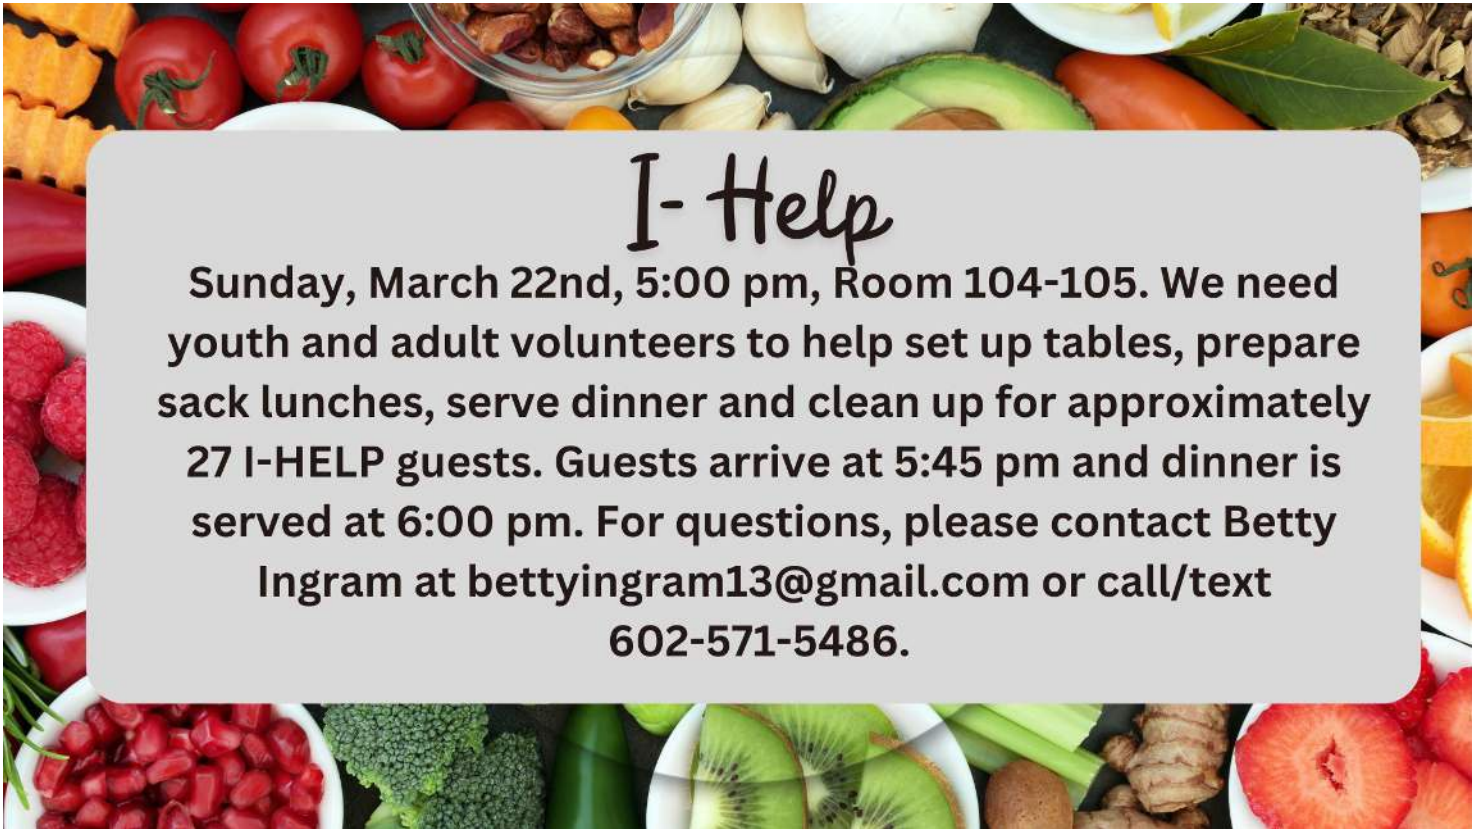 I- Help
Sunday, March 22nd, 5:00 pm, Room 104-105. We need
youth and adult volunteers to help set up tables, prepare
sack lunches, serve dinner and clean up for approximately
27 I-HELP guests. Guests arrive at 5:45 pm and dinner is
served at 6:00 pm. For questions, please contact Betty
Ingram at bettyingram13@gmail.com or call/text
602-571-5486.